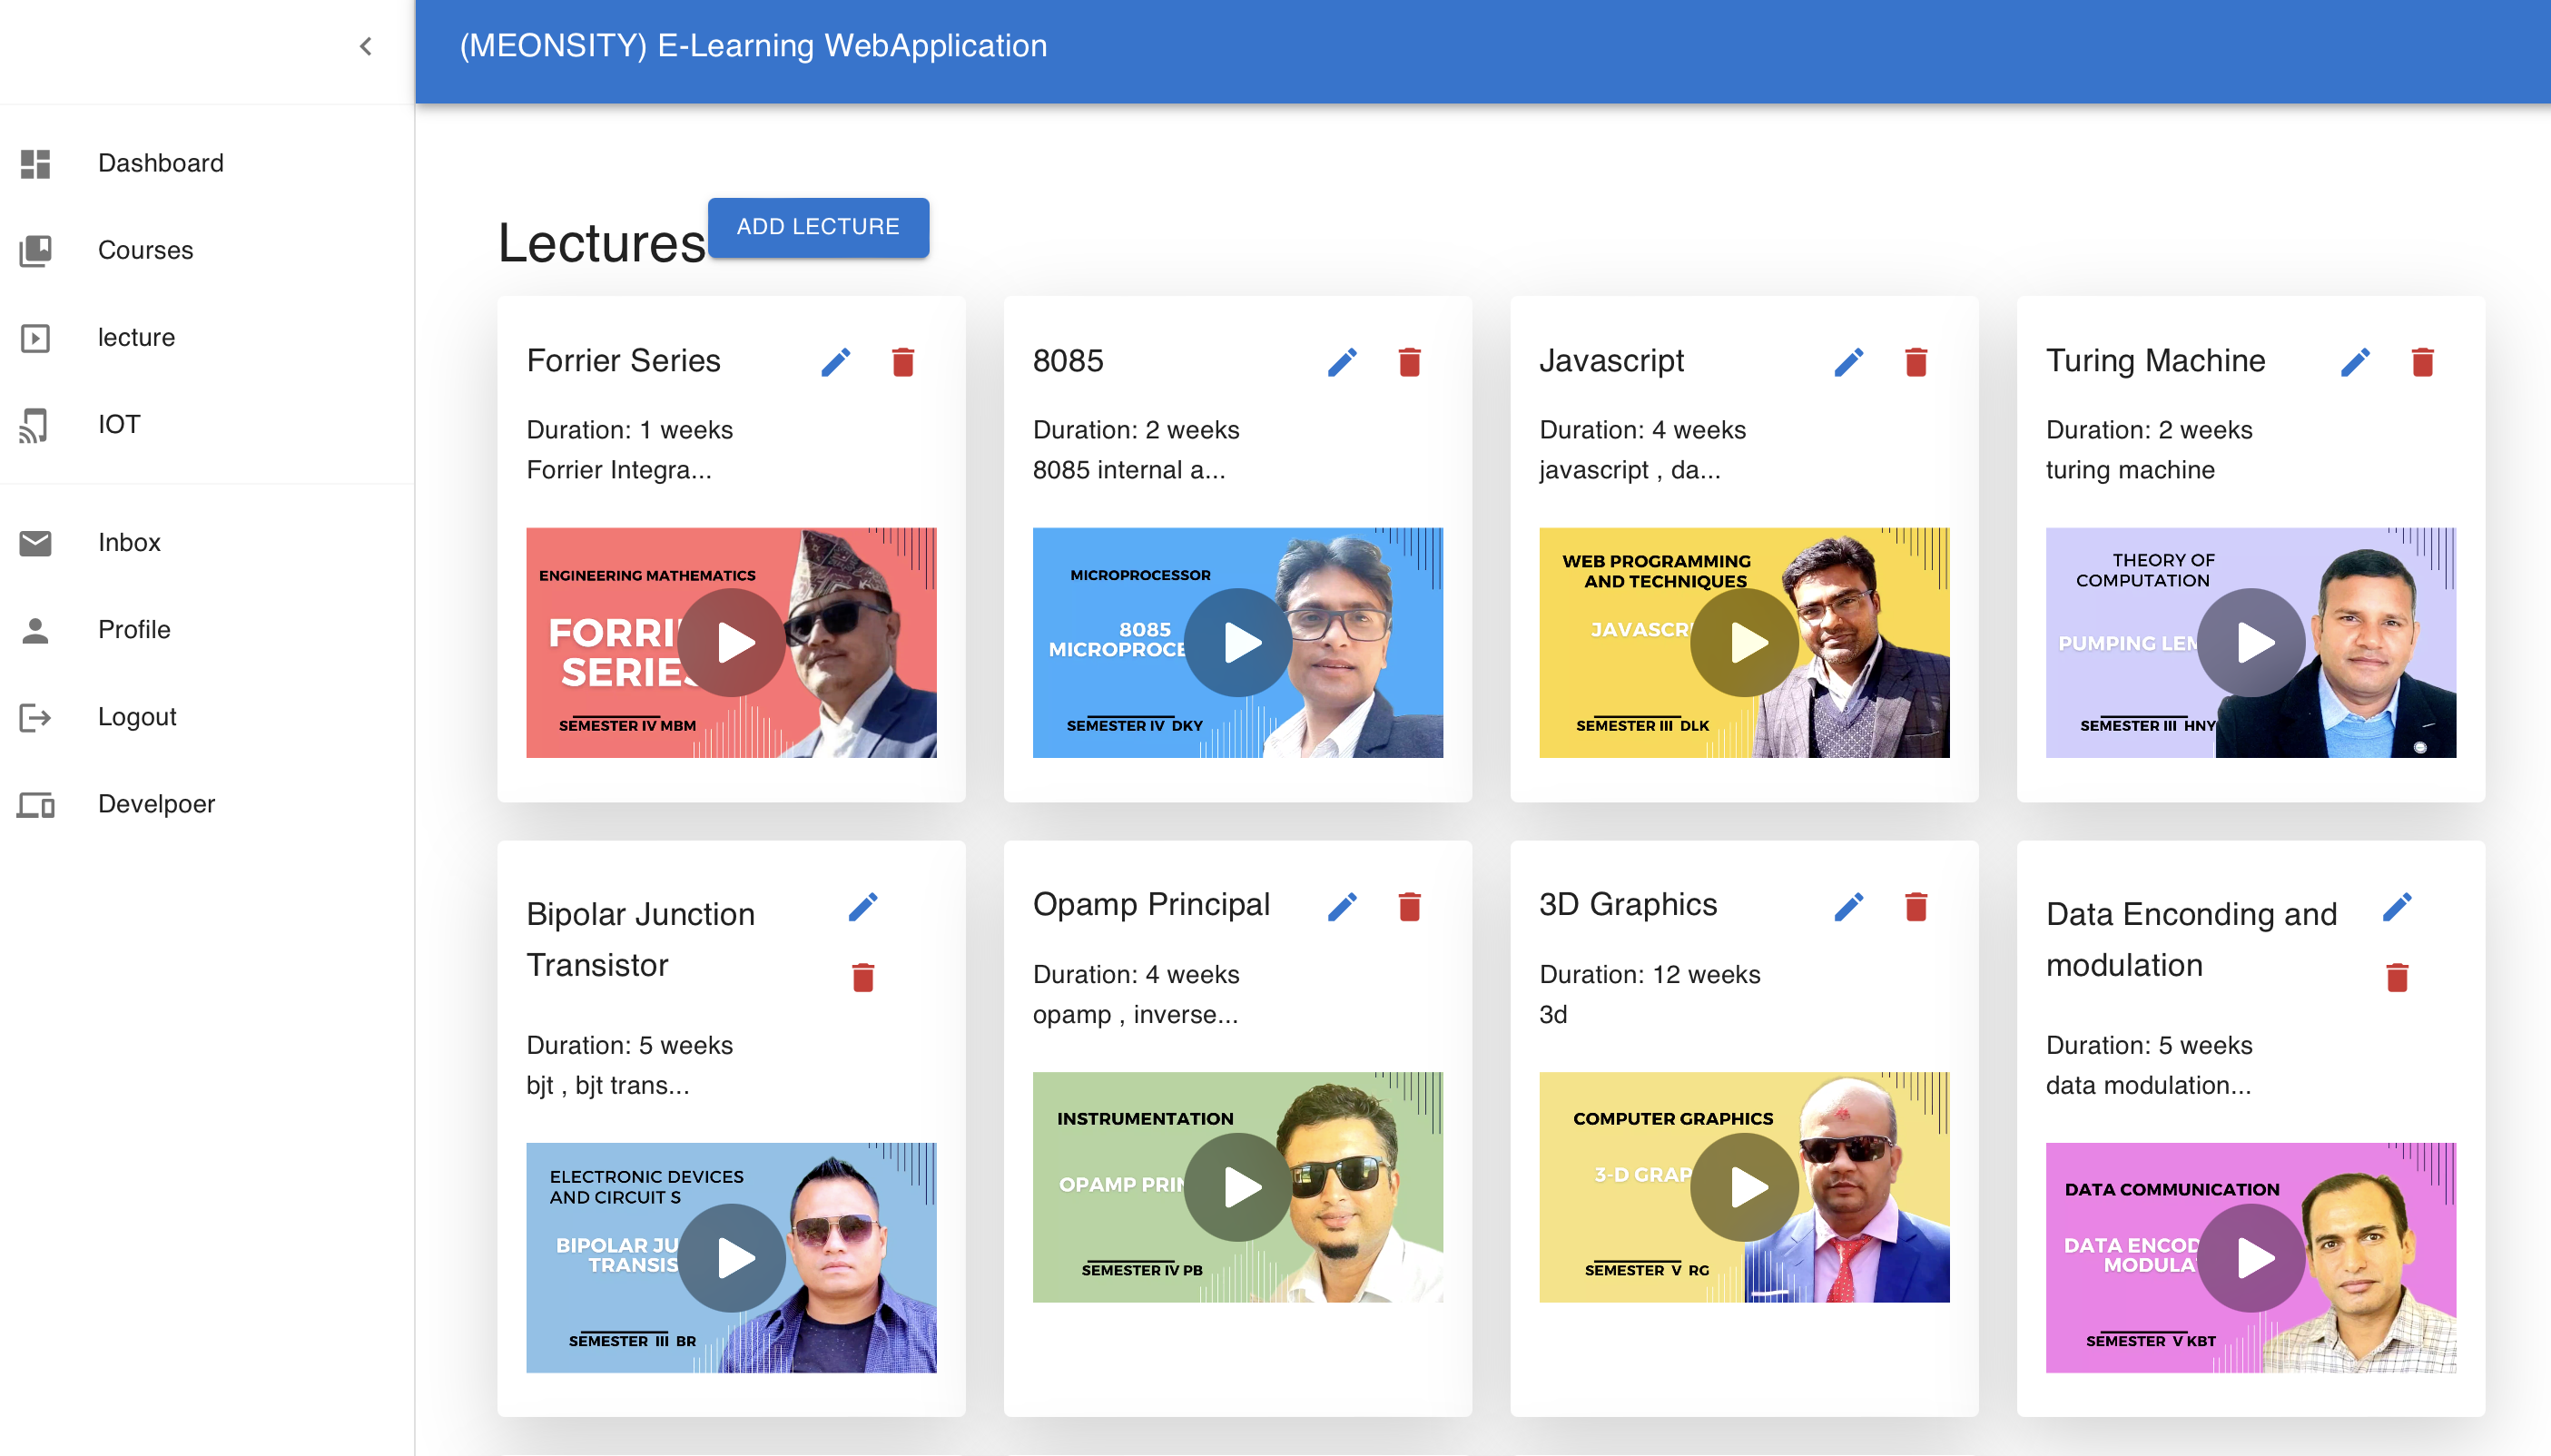 (MEONSITY) E-Learning WebApplication
Dashboard
Courses
lecture
IOT
Inbox
Profile
Logout
Develpoer
Lectures
ADD LECTURE
Forrier Series
Duration: 1 weeks
Forrier Integra...
ENGINEERING MATHEMATICS
FORRI
SERIES
SEMESTER IV MBM
8085
Duration: 2 weeks
8085 internal a...
MICROPROCESSOR
8085
MICROPROCE
SEMESTER IV DKY
Javascript
Duration: 4 weeks
javascript , da...
WEB PROGRAMMING
AND TECHNIQUES
JAVASCRI
SEMESTER III DLK
Turing Machine
Duration: 2 weeks
turing machine
THEORY OF
COMPUTATION
PUMPING LEM
SEMESTER III HNY
Bipolar Junction
Transistor
Duration: 5 weeks
bjt , bjt trans...
ELECTRONIC DEVICES
AND CIRCUIT S
BIPOLAR JU
TRANSIS
SEMESTER III BR
Opamp Principal
Duration: 4 weeks
opamp , inverse...
INSTRUMENTATION
OPAMP PRIN
SEMESTER IV PB
3D Graphics
Duration: 12 weeks
3d
COMPUTER GRAPHICS
3-D GRAP
SEMESTER V RG
Data Enconding and
modulation
Duration: 5 weeks
data modulation...
DATA COMMUNICATION
DATA ENCOD
MODULA
SEMESTER V KBT